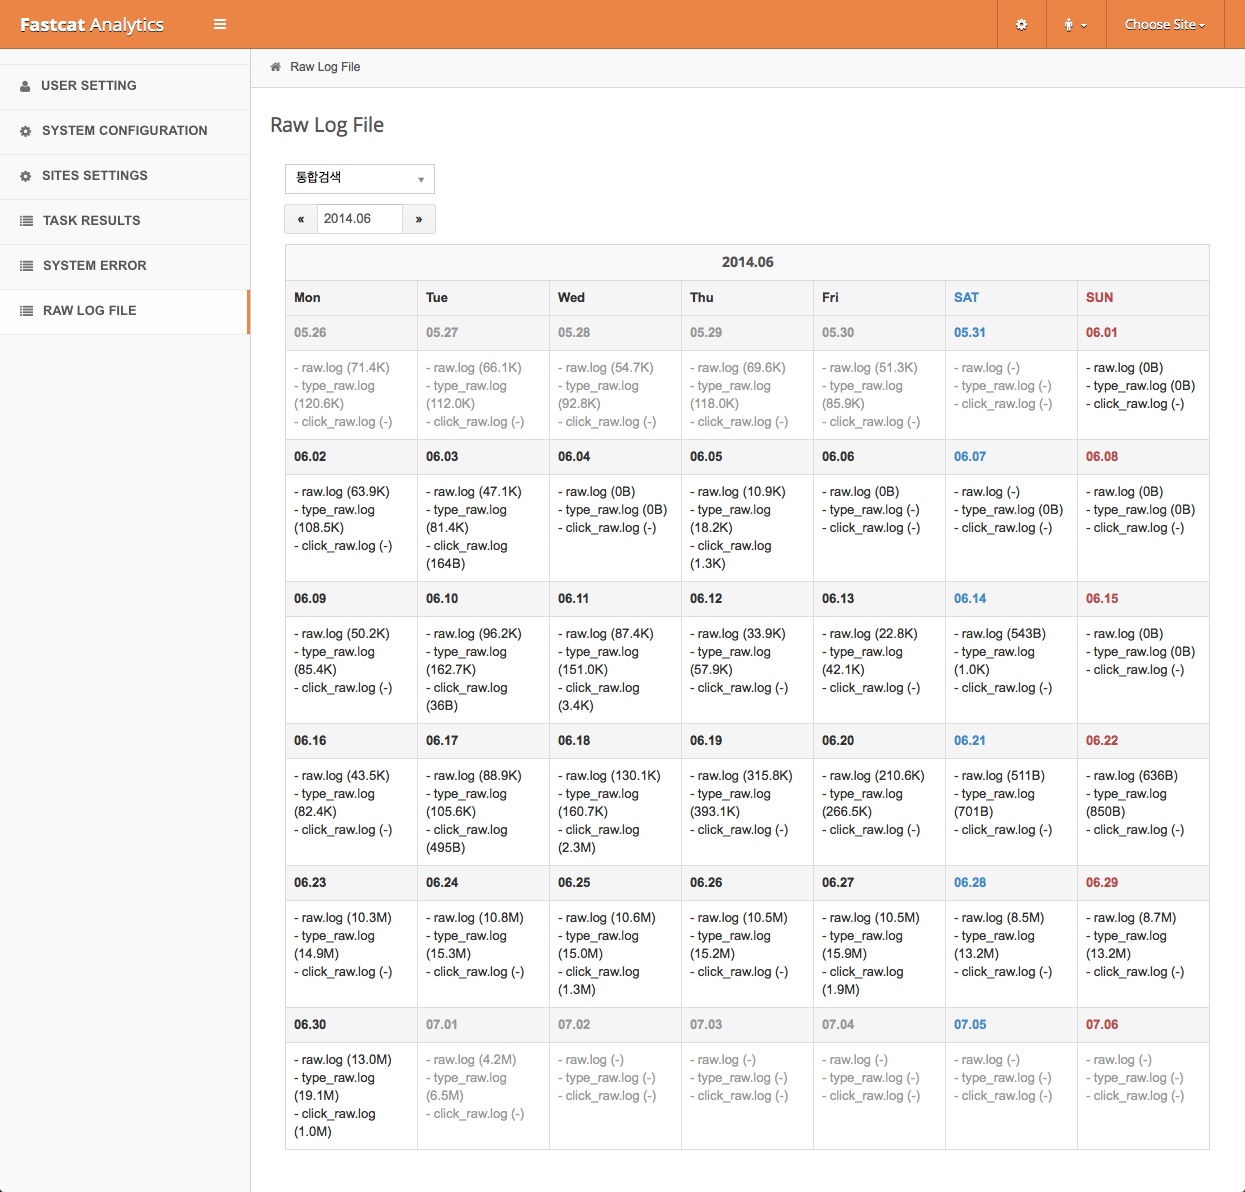 Fastcat Analytics
Choose Site
USER SETTING
SYSTEM CONFIGURATION
SITES SETTINGS
TASK RESULTS
SYSTEM ERROR
RAW LOG FILE
Raw Log File
Raw Log File
통합검색
« 2014.06 »
2014.06
Mon Tue Wed Thu Fri SAT SUN
05.26 05.27 05.28 05.29 05.30 05.31 06.01
- raw.log (71.4K)
- type_raw.log
(120.6K)
- click_raw.log (-)
- raw.log (66.1K)
- type_raw.log
(112.0K)
- click_raw.log (-)
- raw.log (54.7K)
- type_raw.log
(92.8K)
- click_raw.log (-)
- raw.log (69.6K)
- type_raw.log
(118.0K)
- click_raw.log (-)
- raw.log (51.3K)
- type_raw.log
(85.9K)
- click_raw.log (-)
- raw.log (-)
- type_raw.log (-)
- click_raw.log (-)
- raw.log (0B)
- type_raw.log (0B)
- click_raw.log (-)
06.02 06.03 06.04 06.05 06.06 06.07 06.08
- raw.log (63.9K)
- type_raw.log
(108.5K)
- click_raw.log (-)
- raw.log (47.1K)
- type_raw.log
(81.4K)
- click_raw.log
(164B)
- raw.log (0B)
- type_raw.log (0B)
- click_raw.log (-)
- raw.log (10.9K)
- type_raw.log
(18.2K)
- click_raw.log
(1.3K)
- raw.log (0B)
- type_raw.log (-)
- click_raw.log (-)
- raw.log (-)
- type_raw.log (0B)
- click_raw.log (-)
- raw.log (0B)
- type_raw.log (0B)
- click_raw.log (-)
06.09 06.10 06.11 06.12 06.13 06.14 06.15
- raw.log (50.2K)
- type_raw.log
(85.4K)
- click_raw.log (-)
- raw.log (96.2K)
- type_raw.log
(162.7K)
- click_raw.log
(36B)
- raw.log (87.4K)
- type_raw.log
(151.0K)
- click_raw.log
(3.4K)
- raw.log (33.9K)
- type_raw.log
(57.9K)
- click_raw.log (-)
- raw.log (22.8K)
- type_raw.log
(42.1K)
- click_raw.log (-)
- raw.log (543B)
- type_raw.log
(1.0K)
- click_raw.log (-)
- raw.log (0B)
- type_raw.log (0B)
- click_raw.log (-)
06.16 06.17 06.18 06.19 06.20 06.21 06.22
- raw.log (43.5K)
- type_raw.log
(82.4K)
- click_raw.log (-)
- raw.log (88.9K)
- type_raw.log
(105.6K)
- click_raw.log
(495B)
- raw.log (130.1K)
- type_raw.log
(160.7K)
- click_raw.log
(2.3M)
- raw.log (315.8K)
- type_raw.log
(393.1K)
- click_raw.log (-)
- raw.log (210.6K)
- type_raw.log
(266.5K)
- click_raw.log (-)
- raw.log (511B)
- type_raw.log
(701B)
- click_raw.log (-)
- raw.log (636B)
- type_raw.log
(850B)
- click_raw.log (-)
06.23 06.24 06.25 06.26 06.27 06.28 06.29
- raw.log (10.3M)
- type_raw.log
(14.9M)
- click_raw.log (-)
- raw.log (10.8M)
- type_raw.log
(15.3M)
- click_raw.log (-)
- raw.log (10.6M)
- type_raw.log
(15.0M)
- click_raw.log
(1.3M)
- raw.log (10.5M)
- type_raw.log
(15.2M)
- click_raw.log (-)
- raw.log (10.5M)
- type_raw.log
(15.9M)
- click_raw.log
(1.9M)
- raw.log (8.5M)
- type_raw.log
(13.2M)
- click_raw.log (-)
- raw.log (8.7M)
- type_raw.log
(13.2M)
- click_raw.log (-)
06.30 07.01 07.02 07.03 07.04 07.05 07.06
- raw.log (13.0M)
- type_raw.log
(19.1M)
- click_raw.log
(1.0M)
- raw.log (4.2M)
- type_raw.log
(6.5M)
- click_raw.log (-)
- raw.log (-)
- type_raw.log (-)
- click_raw.log (-)
- raw.log (-)
- type_raw.log (-)
- click_raw.log (-)
- raw.log (-)
- type_raw.log (-)
- click_raw.log (-)
- raw.log (-)
- type_raw.log (-)
- click_raw.log (-)
- raw.log (-)
- type_raw.log (-)
- click_raw.log (-)